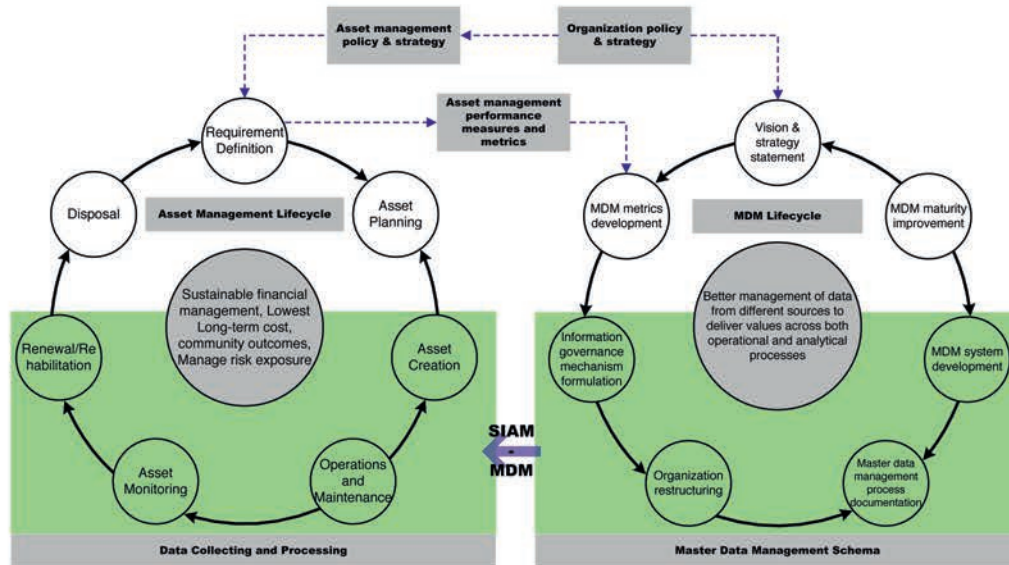 Asset management
policy & strategy
Organization policy
& strategy
Asset management
performance
measures and
metrics
Requirement
Definition
Asset
Planning
Disposal
Asset Management Lifecycle
Sustainable financial
management, Lowest
Long-term cost,
community outcomes,
Manage risk exposure
Renewal/Re
habilitation
Asset
Creation
Asset
Monitoring
Operations
and
Maintenance
Data Collecting and Processing
SIAM
-
MDM
Vision &
strategy
statement
MDM metrics
development
MDM maturity
improvement
MDM Lifecycle
Better management of data
from different sources to
deliver values across both
operational and analytical
processes
Information
governance
mechanism
formulation
MDM system
development
Organization
restructuring
Master data
management
process
documentation
Master Data Management Schema